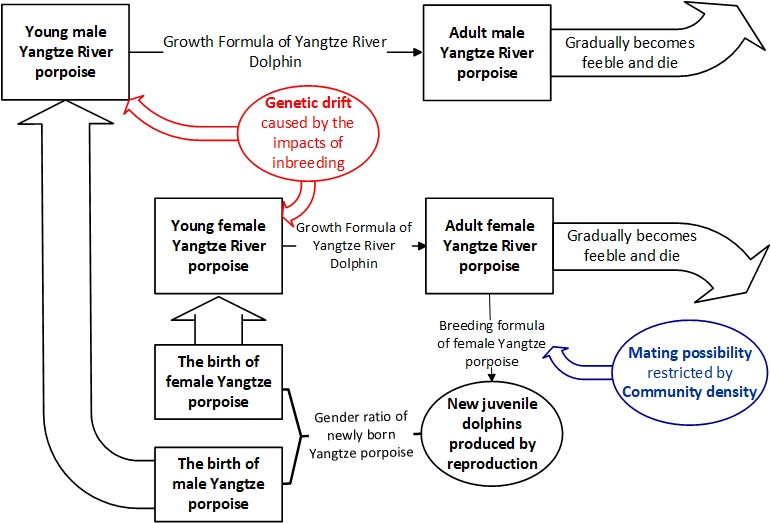 Young male
Yangtze River
porpoise
Growth Formula of Yangtze River
Dolphin
Adult male
Yangtze River
porpoise
Gradually becomes
feeble and die
Genetic drift
caused by the
impacts of
inbreeding
Young female
Yangtze River
porpoise
Growth Formula of
Yangtze River
Dolphin
Adult female
Yangtze River
porpoise
Gradually becomes
feeble and die
Breeding formula
of female Yangtze
porpoise
Mating possibility
restricted by
Community density
The birth of
female Yangtze
porpoise
Gender ratio of
newly born
Yangtze porpoise
New juvenile
dolphins
produced by
reproduction
The birth of
male Yangtze
porpoise